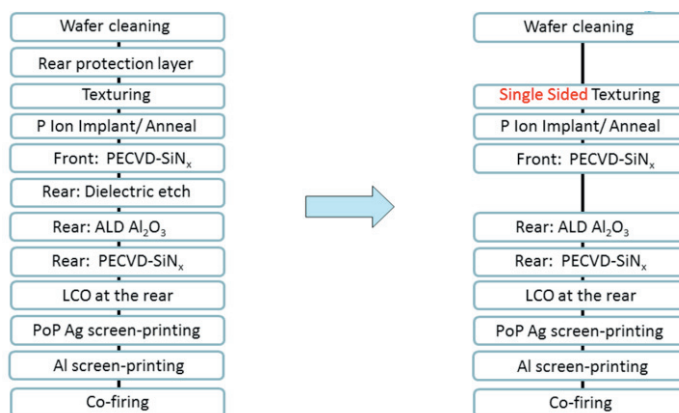 Wafer cleaning
Rear protection layer
Texturing
P Ion Implant/ Anneal
Front: PECVD-SiNₓ
Rear: Dielectric etch
Rear: ALD Al₂O₃
Rear: PECVD-SiNₓ
LCO at the rear
PoP Ag screen-printing
Al screen-printing
Co-firing
Wafer cleaning
Single Sided Texturing
P Ion Implant/ Anneal
Front: PECVD-SiNₓ
Rear: ALD Al₂O₃
Rear: PECVD-SiNₓ
LCO at the rear
PoP Ag screen-printing
Al screen-printing
Co-firing